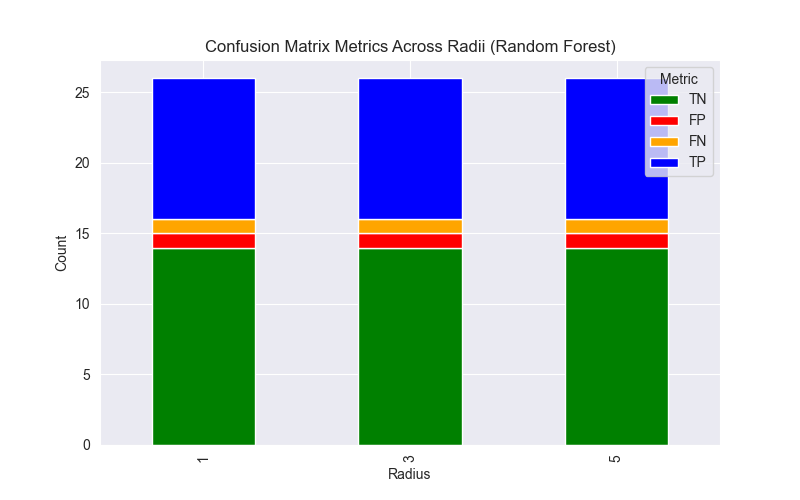 Confusion Matrix Metrics Across Radii (Random Forest)
Metric
TN
FP
FN
TP
25
20
15
10
5
0
Count
1
3
5
Radius